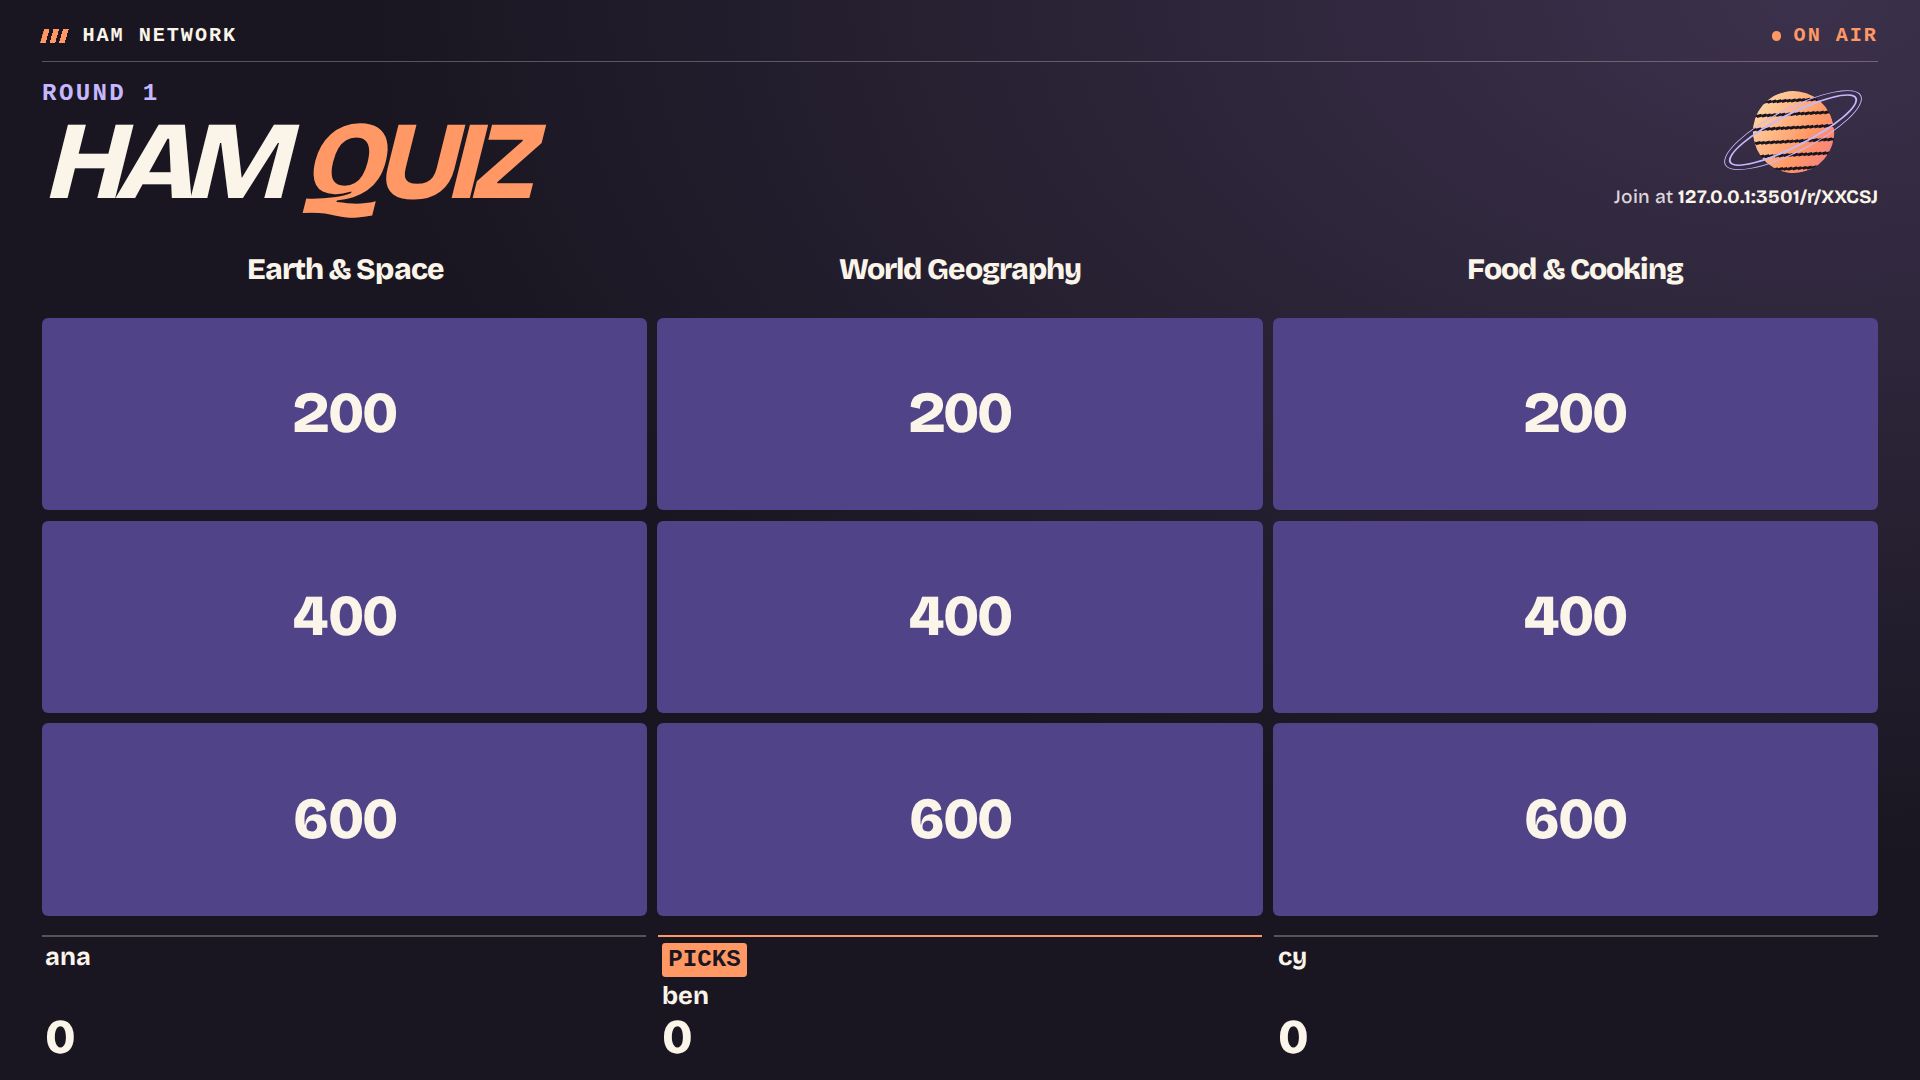 HAM NETWORK
ON AIR
ROUND 1
HAM QUIZ
Join at 127.0.0.1:3501/r/XXCSJ
Earth & Space
World Geography
Food & Cooking
200
200
200
400
400
400
600
600
600
ana
PICKS
ben
cy
0
0
0